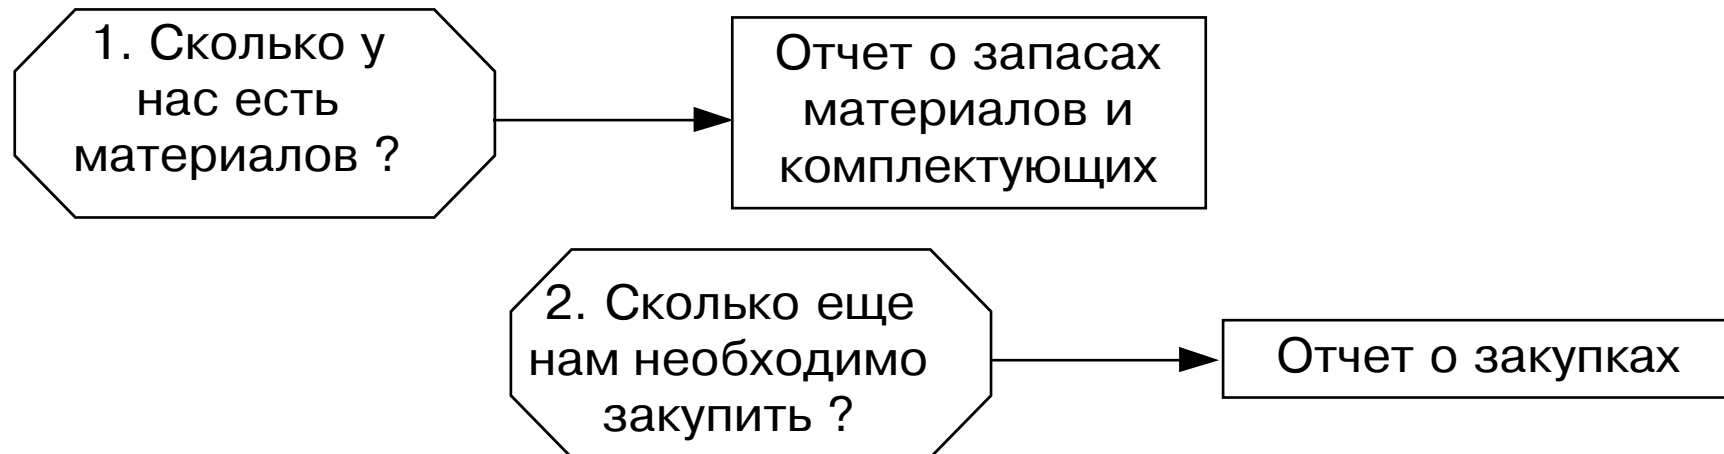 1. Сколько у
нас есть
материалов ?
Отчет о запасах
материалов и
комплектующих
2. Сколько еще
нам необходимо
закупить ?
Отчет о закупках